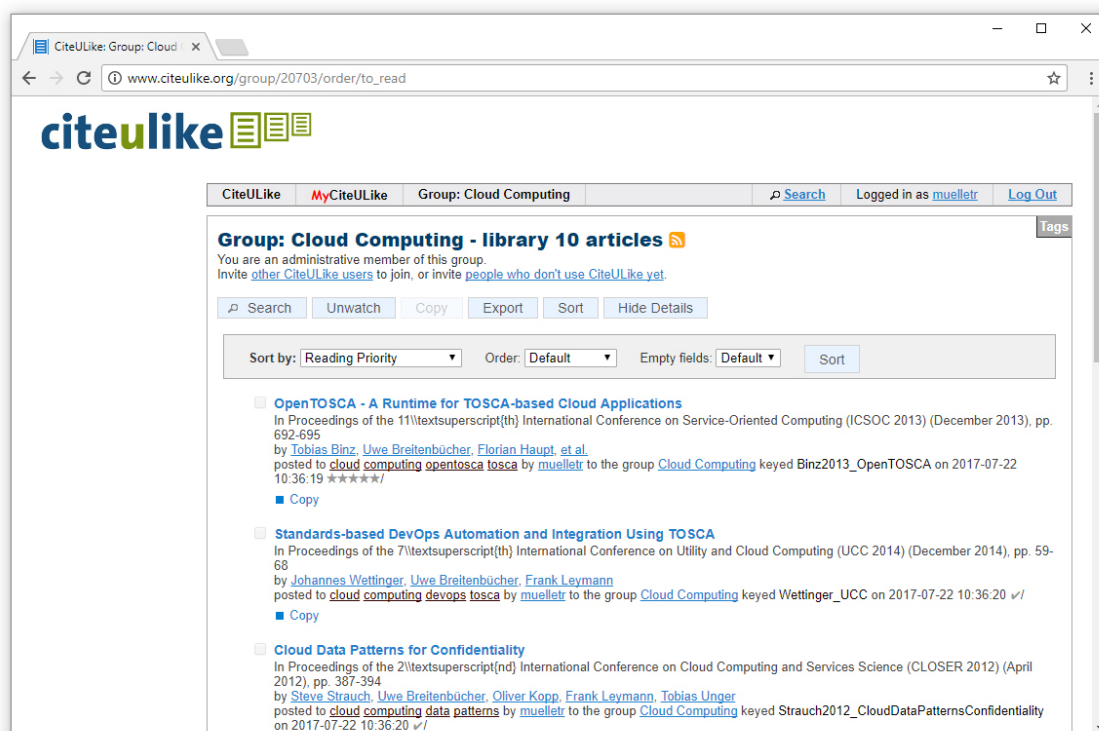 CiteULike: Group: Cloud
www.citeulike.org/group/20703/order/to_read
citeulike
CiteULike MyCiteULike Group: Cloud Computing Search Logged in as muelletr Log Out
Tags
Group: Cloud Computing - library 10 articles
You are an administrative member of this group.
Invite other CiteULike users to join, or invite people who don't use CiteULike yet.
Search Unwatch Copy Export Sort Hide Details
Sort by: Reading Priority Order: Default Empty fields: Default Sort
OpenTOSCA - A Runtime for TOSCA-based Cloud Applications
In Proceedings of the 11\\textsuperscript{th} International Conference on Service-Oriented Computing (ICSOC 2013) (December 2013), pp.
692-695
by Tobias Binz, Uwe Breitenbücher, Florian Haupt, et al.
posted to cloud computing opentosca tosca by muelletr to the group Cloud Computing keyed Binz2013_OpenTOSCA on 2017-07-22
10:36:19 ★★★★★/
Copy
Standards-based DevOps Automation and Integration Using TOSCA
In Proceedings of the 7\\textsuperscript{th} International Conference on Utility and Cloud Computing (UCC 2014) (December 2014), pp. 59-
68
by Johannes Wettinger, Uwe Breitenbücher, Frank Leymann
posted to cloud computing devops tosca by muelletr to the group Cloud Computing keyed Wettinger_UCC on 2017-07-22 10:36:20 ✓/
Copy
Cloud Data Patterns for Confidentiality
In Proceedings of the 2\\textsuperscript{nd} International Conference on Cloud Computing and Services Science (CLOSER 2012) (April
2012), pp. 387-394
by Steve Strauch, Uwe Breitenbücher, Oliver Kopp, Frank Leymann, Tobias Unger
posted to cloud computing data patterns by muelletr to the group Cloud Computing keyed Strauch2012_CloudDataPatternsConfidentiality
on 2017-07-22 10:36:20 ✓/